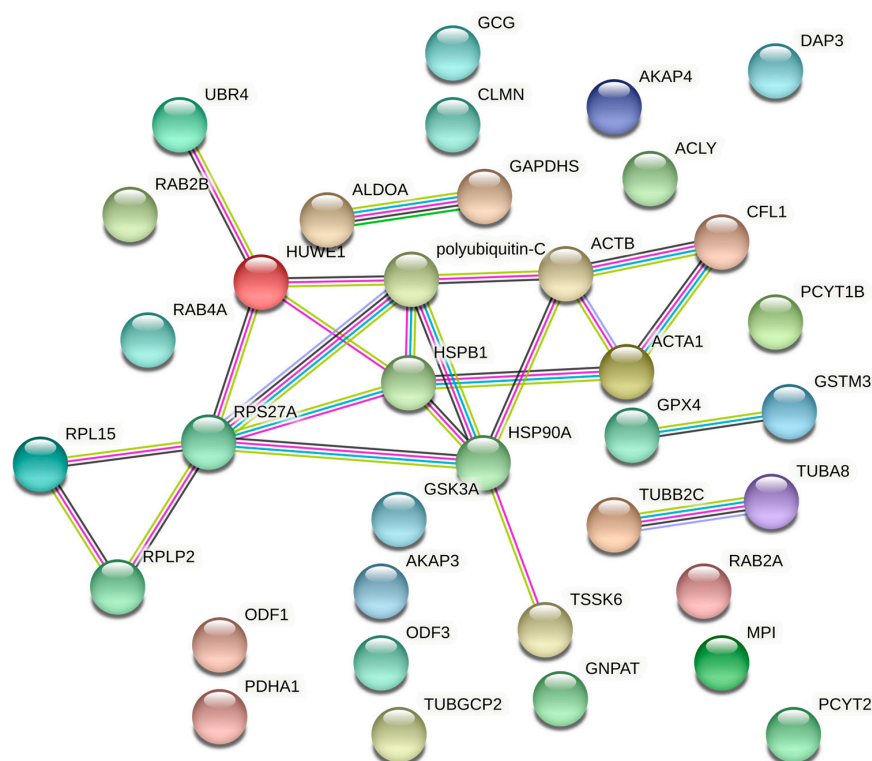 GCG
DAP3
AKAP4
UBR4
CLMN
ACLY
GAPDHS
RAB2B
ALDOA
CFL1
HUWE1
polyubiquitin-C
ACTB
PCYT1B
RAB4A
ACTA1
HSPB1
GSTM3
GPX4
RPS27A
RPL15
HSP90A
TUBA8
GSK3A
TUBB2C
RPLP2
AKAP3
RAB2A
TSSK6
ODF1
ODF3
MPI
GNPAT
PDHA1
TUBGCP2
PCYT2